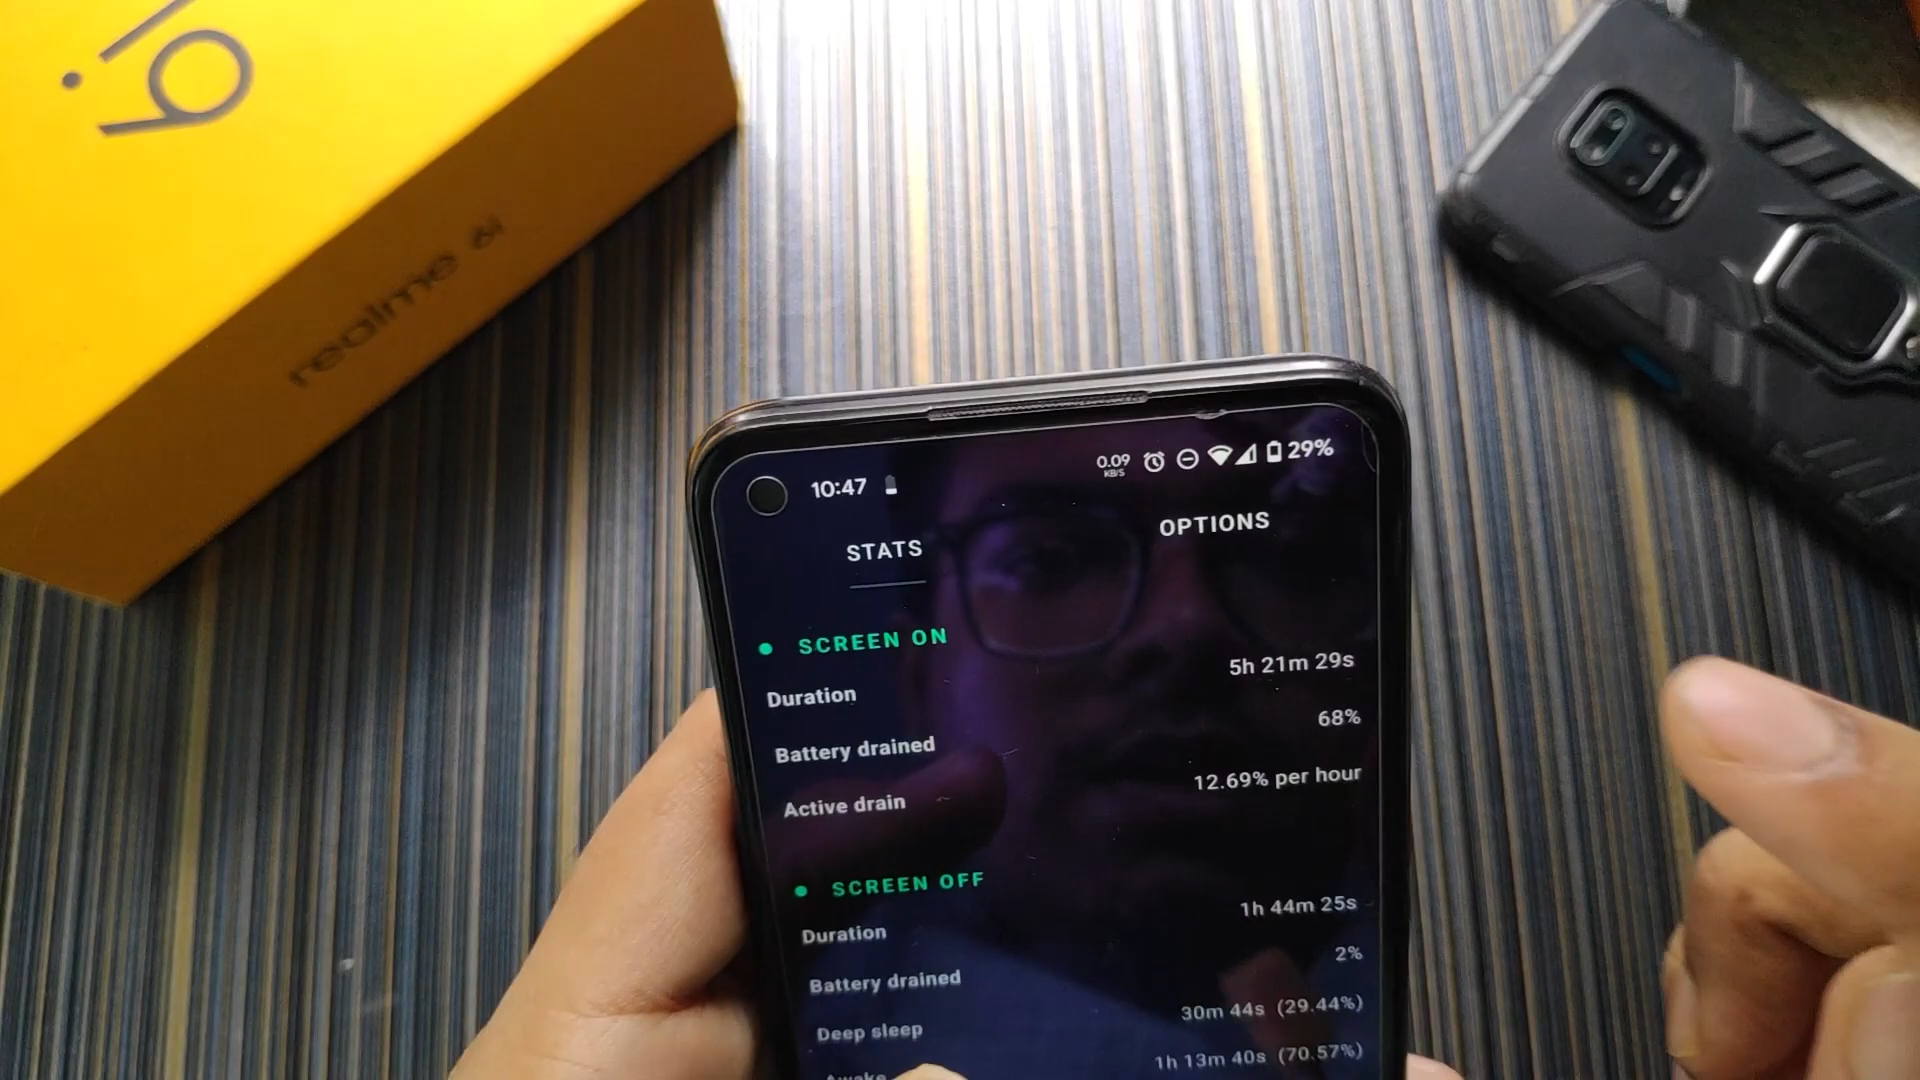 6i
realme 6i
10:47
0.09
KB/S
29%
STATS
OPTIONS
SCREEN ON
Duration
5h 21m 29s
Battery drained
68%
Active drain
12.69% per hour
SCREEN OFF
Duration
1h 44m 25s
Battery drained
2%
Deep sleep
30m 44s (29.44%)
Awake
1h 13m 40s (70.57%)